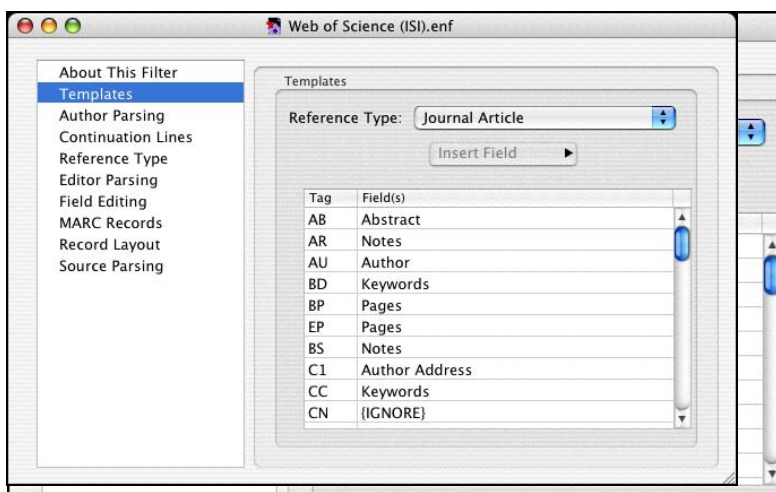 Web of Science (ISI).enf
About This Filter
Templates
Author Parsing
Continuation Lines
Reference Type
Editor Parsing
Field Editing
MARC Records
Record Layout
Source Parsing
Templates
Reference Type: Journal Article
Insert Field
Tag Field(s)
AB Abstract
AR Notes
AU Author
BD Keywords
BP Pages
EP Pages
BS Notes
C1 Author Address
CC Keywords
CN {IGNORE}